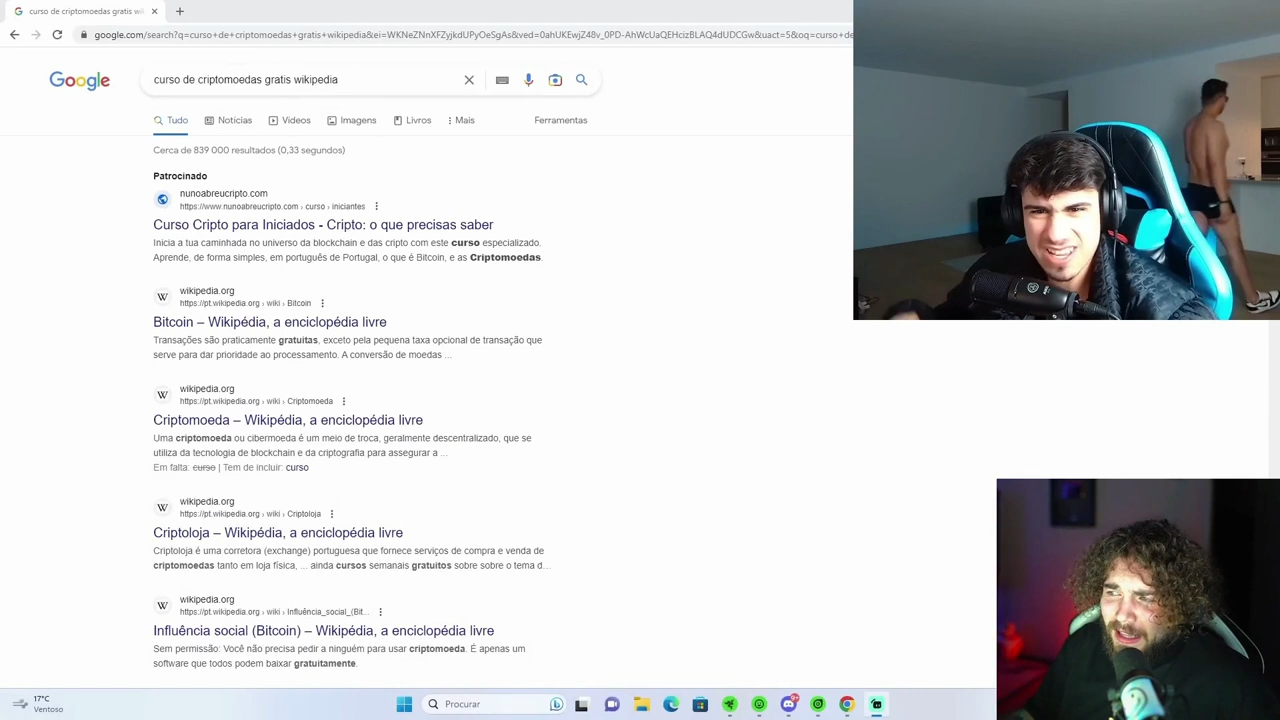 curso de criptomoedas gratis wi
google.com/search?q=curso+de+criptomoedas+gratis+wikipedia&ei=WKNeZNnXFZyjkdUPyOeSgAs&ved=0ahUKEwjZ48v_0PD-AhWcUaQEHcizBLAQ4dUDCGw&uact=5&oq=curso+de
Google
curso de criptomoedas gratis wikipedia
Tudo Notícias Vídeos Imagens Livros Mais Ferramentas
Cerca de 839 000 resultados (0,33 segundos)
Patrocinado
nunoabreucripto.com
https://www.nunoabreucripto.com › curso › iniciantes
Curso Cripto para Iniciados - Cripto: o que precisas saber
Inicia a tua caminhada no universo da blockchain e das cripto com este curso especializado.
Aprende, de forma simples, em português de Portugal, o que é Bitcoin, e as Criptomoedas.
W
wikipedia.org
https://pt.wikipedia.org › wiki › Bitcoin
Bitcoin – Wikipédia, a enciclopédia livre
Transações são praticamente gratuitas, exceto pela pequena taxa opcional de transação que
serve para dar prioridade ao processamento. A conversão de moedas ...
W
wikipedia.org
https://pt.wikipedia.org › wiki › Criptomoeda
Criptomoeda – Wikipédia, a enciclopédia livre
Uma criptomoeda ou cibermoeda é um meio de troca, geralmente descentralizado, que se
utiliza da tecnologia de blockchain e da criptografia para assegurar a ...
Em falta: curso | Tem de incluir: curso
W
wikipedia.org
https://pt.wikipedia.org › wiki › Criptoloja
Criptoloja – Wikipédia, a enciclopédia livre
Criptoloja é uma corretora (exchange) portuguesa que fornece serviços de compra e venda de
criptomoedas tanto em loja física, ... ainda cursos semanais gratuitos sobre sobre o tema d...
W
wikipedia.org
https://pt.wikipedia.org › wiki › Influência_social_(Bit...
Influência social (Bitcoin) – Wikipédia, a enciclopédia livre
Sem permissão: Você não precisa pedir a ninguém para usar criptomoeda. É apenas um
software que todos podem baixar gratuitamente.
17°C
Ventoso
Procurar